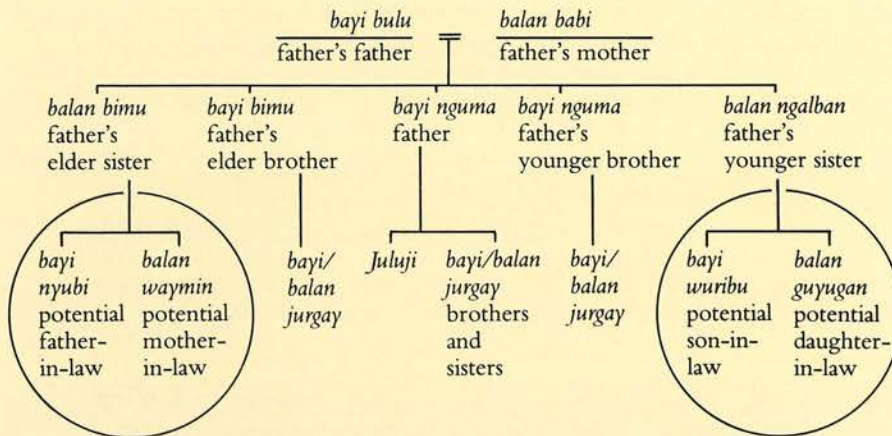 bayi bulu = balan babi
father's father father's mother
balan bimu
father's
elder sister
bayi bimu
father's
elder brother
bayi nguma
father
bayi nguma
father's
younger brother
balan ngalban
father's
younger sister
bayi
nyubi
potential
father-
in-law
balan
waymin
potential
mother-
in-law
bayi/
balan
jurgay
Juluji
bayi/balan
jurgay
brothers
and
sisters
bayi/
balan
jurgay
bayi
wuribu
potential
son-in-
law
balan
guyugan
potential
daughter-
in-law